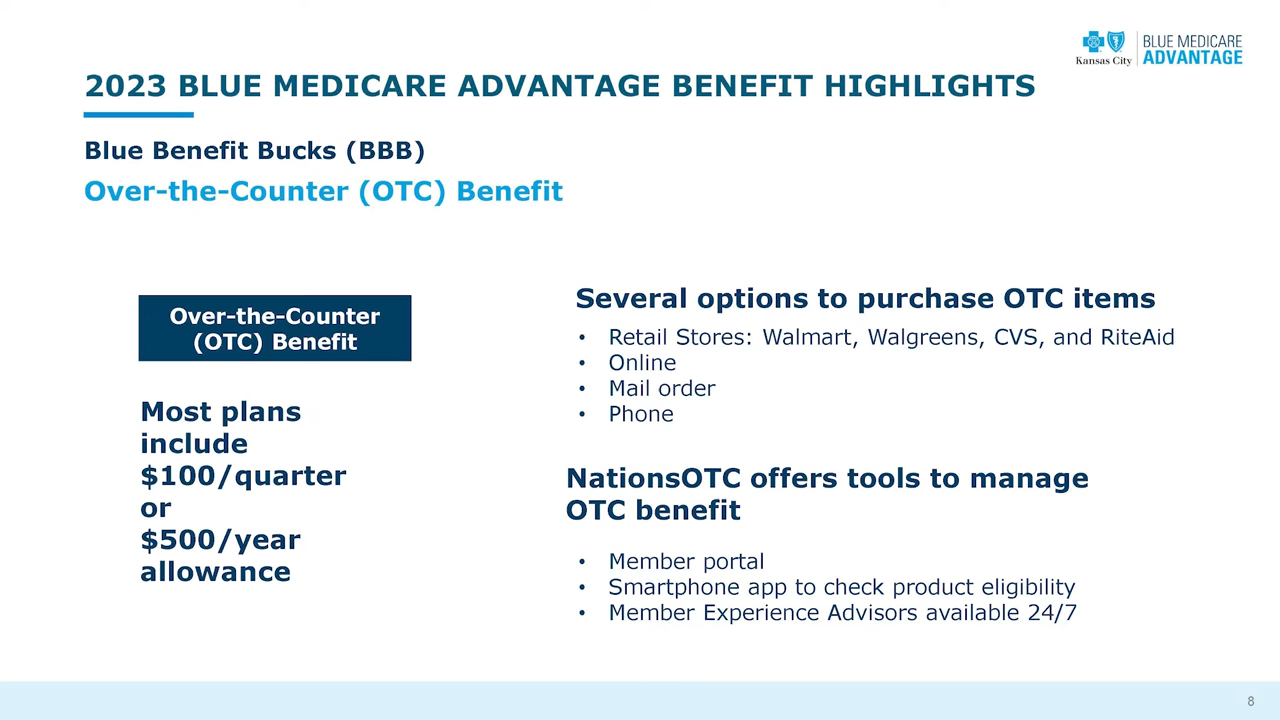 Kansas City
BLUE MEDICARE
ADVANTAGE
2023 BLUE MEDICARE ADVANTAGE BENEFIT HIGHLIGHTS
Blue Benefit Bucks (BBB)
Over-the-Counter (OTC) Benefit
Over-the-Counter
(OTC) Benefit
Most plans
include
$100/quarter
or
$500/year
allowance
Several options to purchase OTC items
• Retail Stores: Walmart, Walgreens, CVS, and RiteAid
• Online
• Mail order
• Phone
NationsOTC offers tools to manage
OTC benefit
• Member portal
• Smartphone app to check product eligibility
• Member Experience Advisors available 24/7
8